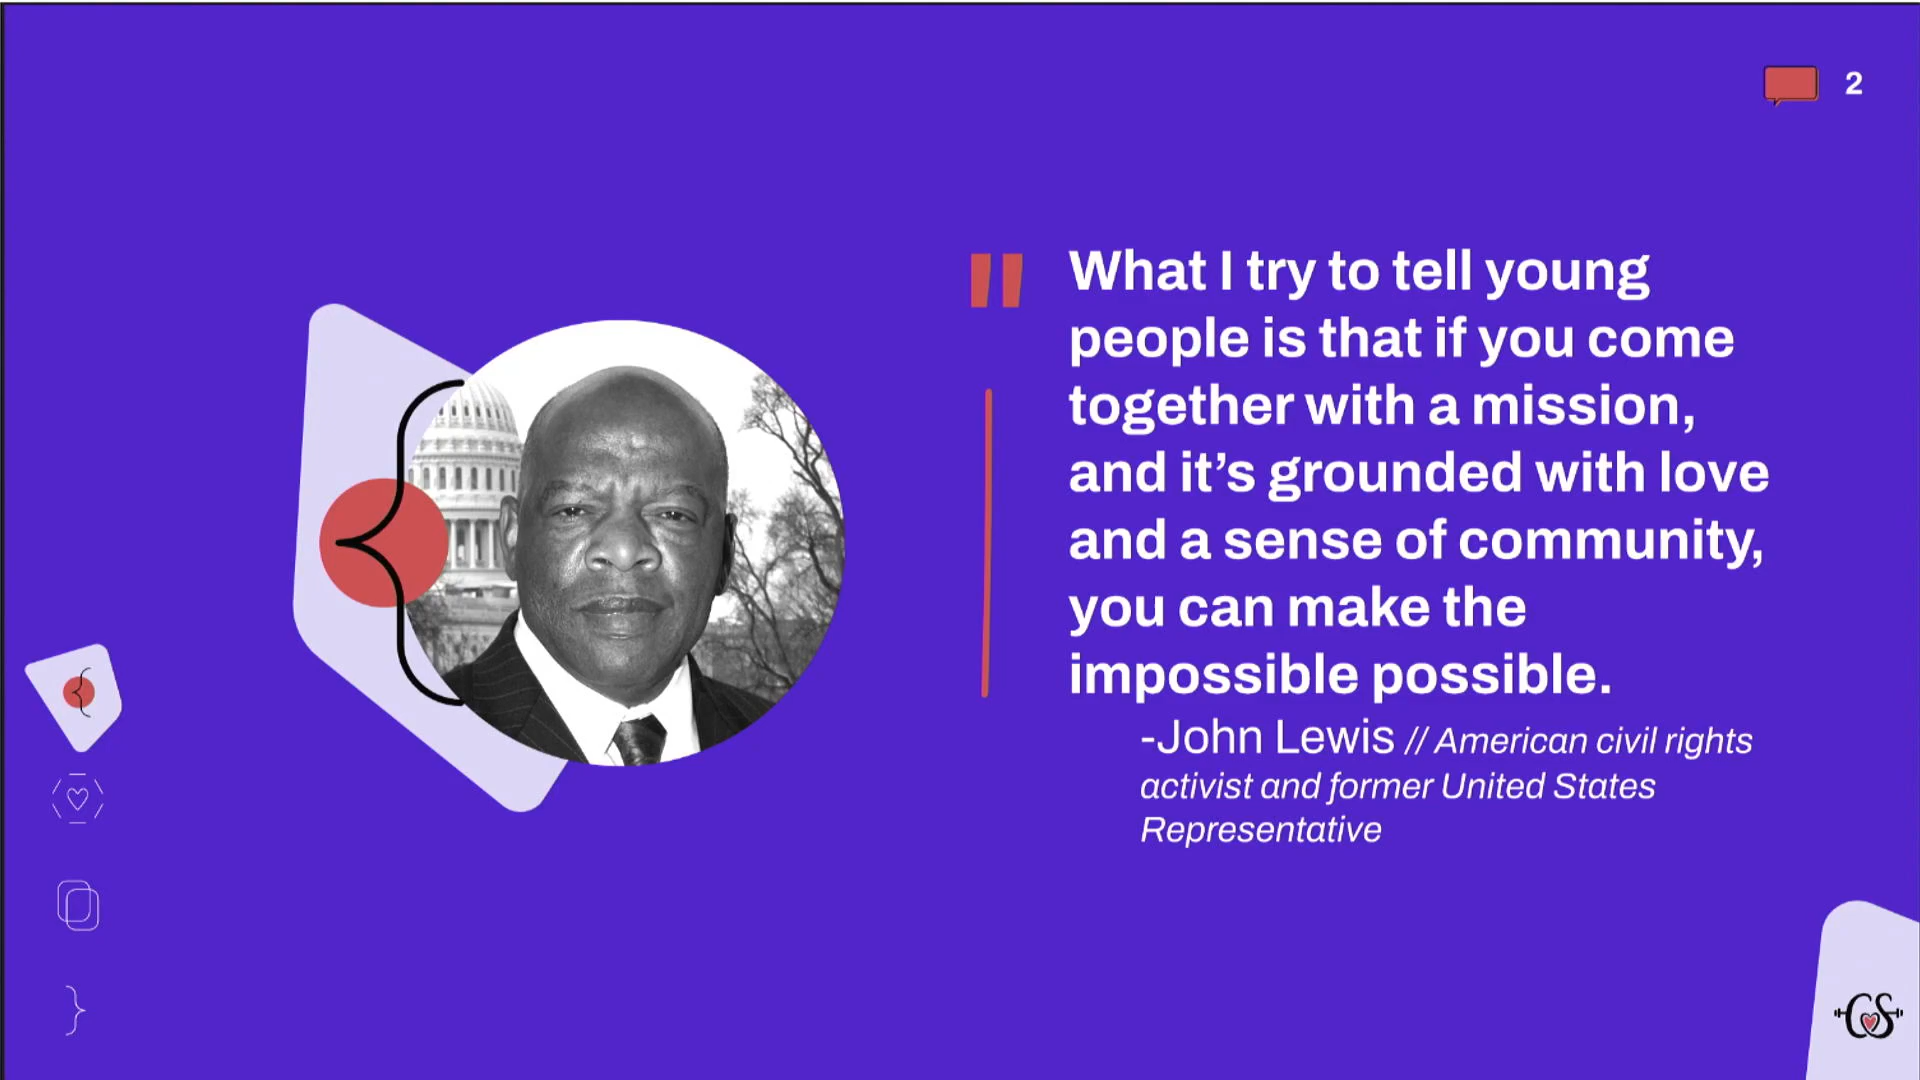 2
"
What I try to tell young
people is that if you come
together with a mission,
and it’s grounded with love
and a sense of community,
you can make the
impossible possible.
-John Lewis // American civil rights
activist and former United States
Representative
CS